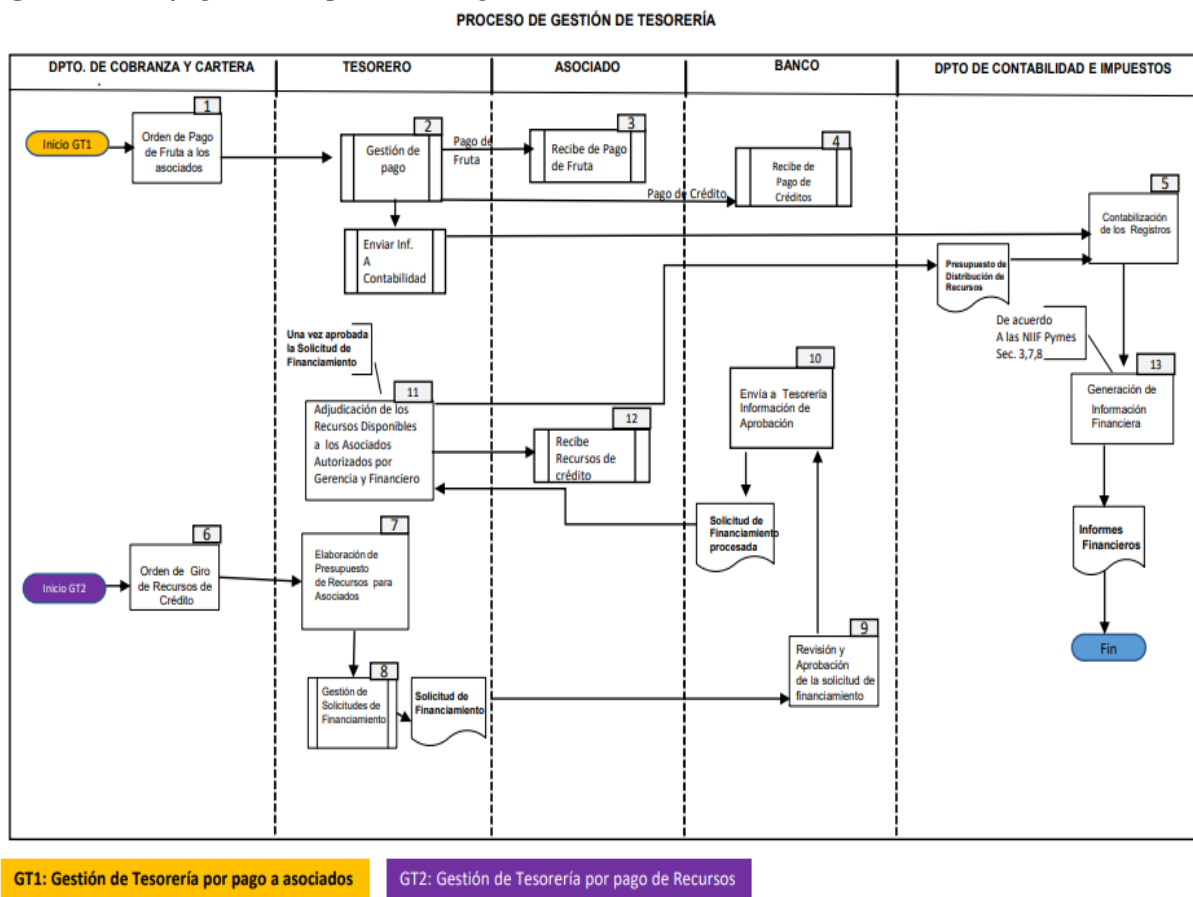 PROCESO DE GESTIÓN DE TESORERÍA
DPTO. DE COBRANZA Y CARTERA
.
TESORERO
ASOCIADO
BANCO
DPTO DE CONTABILIDAD E IMPUESTOS
Inicio GT1
1
Orden de Pago
de Fruta a los
asociados
2
Gestión de
pago
Pago de
Fruta
3
Recibe de Pago
de Fruta
Pago de Crédito
4
Recibe de
Pago de
Créditos
5
Contabilización
de los Registros
Enviar Inf.
A
Contabilidad
Presupuesto de
Distribución de
Recursos
De acuerdo
A las NIIF Pymes
Sec. 3,7,8
Una vez aprobada
la Solicitud de
Financiamiento
11
Adjudicación de los
Recursos Disponibles
a los Asociados
Autorizados por
Gerencia y Financiero
12
Recibe
Recursos de
crédito
10
Envía a Tesorería
Información de
Aprobación
13
Generación de
Información
Financiera
Solicitud de
Financiamiento
procesada
Informes
Financieros
Fin
Inicio GT2
6
Orden de Giro
de Recursos de
Crédito
7
Elaboración de
Presupuesto
de Recursos para
Asociados
8
Gestión de
Solicitudes de
Financiamiento
Solicitud de
Financiamiento
9
Revisión y
Aprobación
de la solicitud de
financiamiento
GT1: Gestión de Tesorería por pago a asociados
GT2: Gestión de Tesorería por pago de Recursos